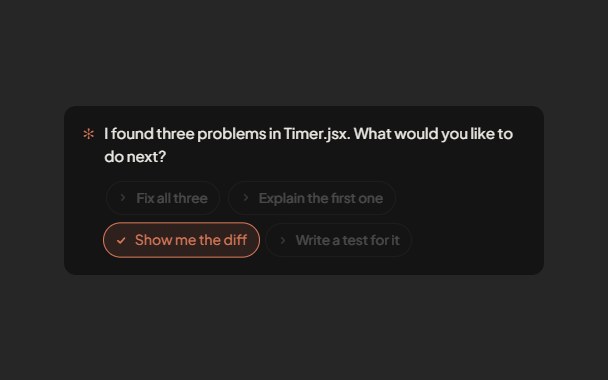 I found three problems in Timer.jsx. What would you like to
do next?
Fix all three
Explain the first one
Show me the diff
Write a test for it